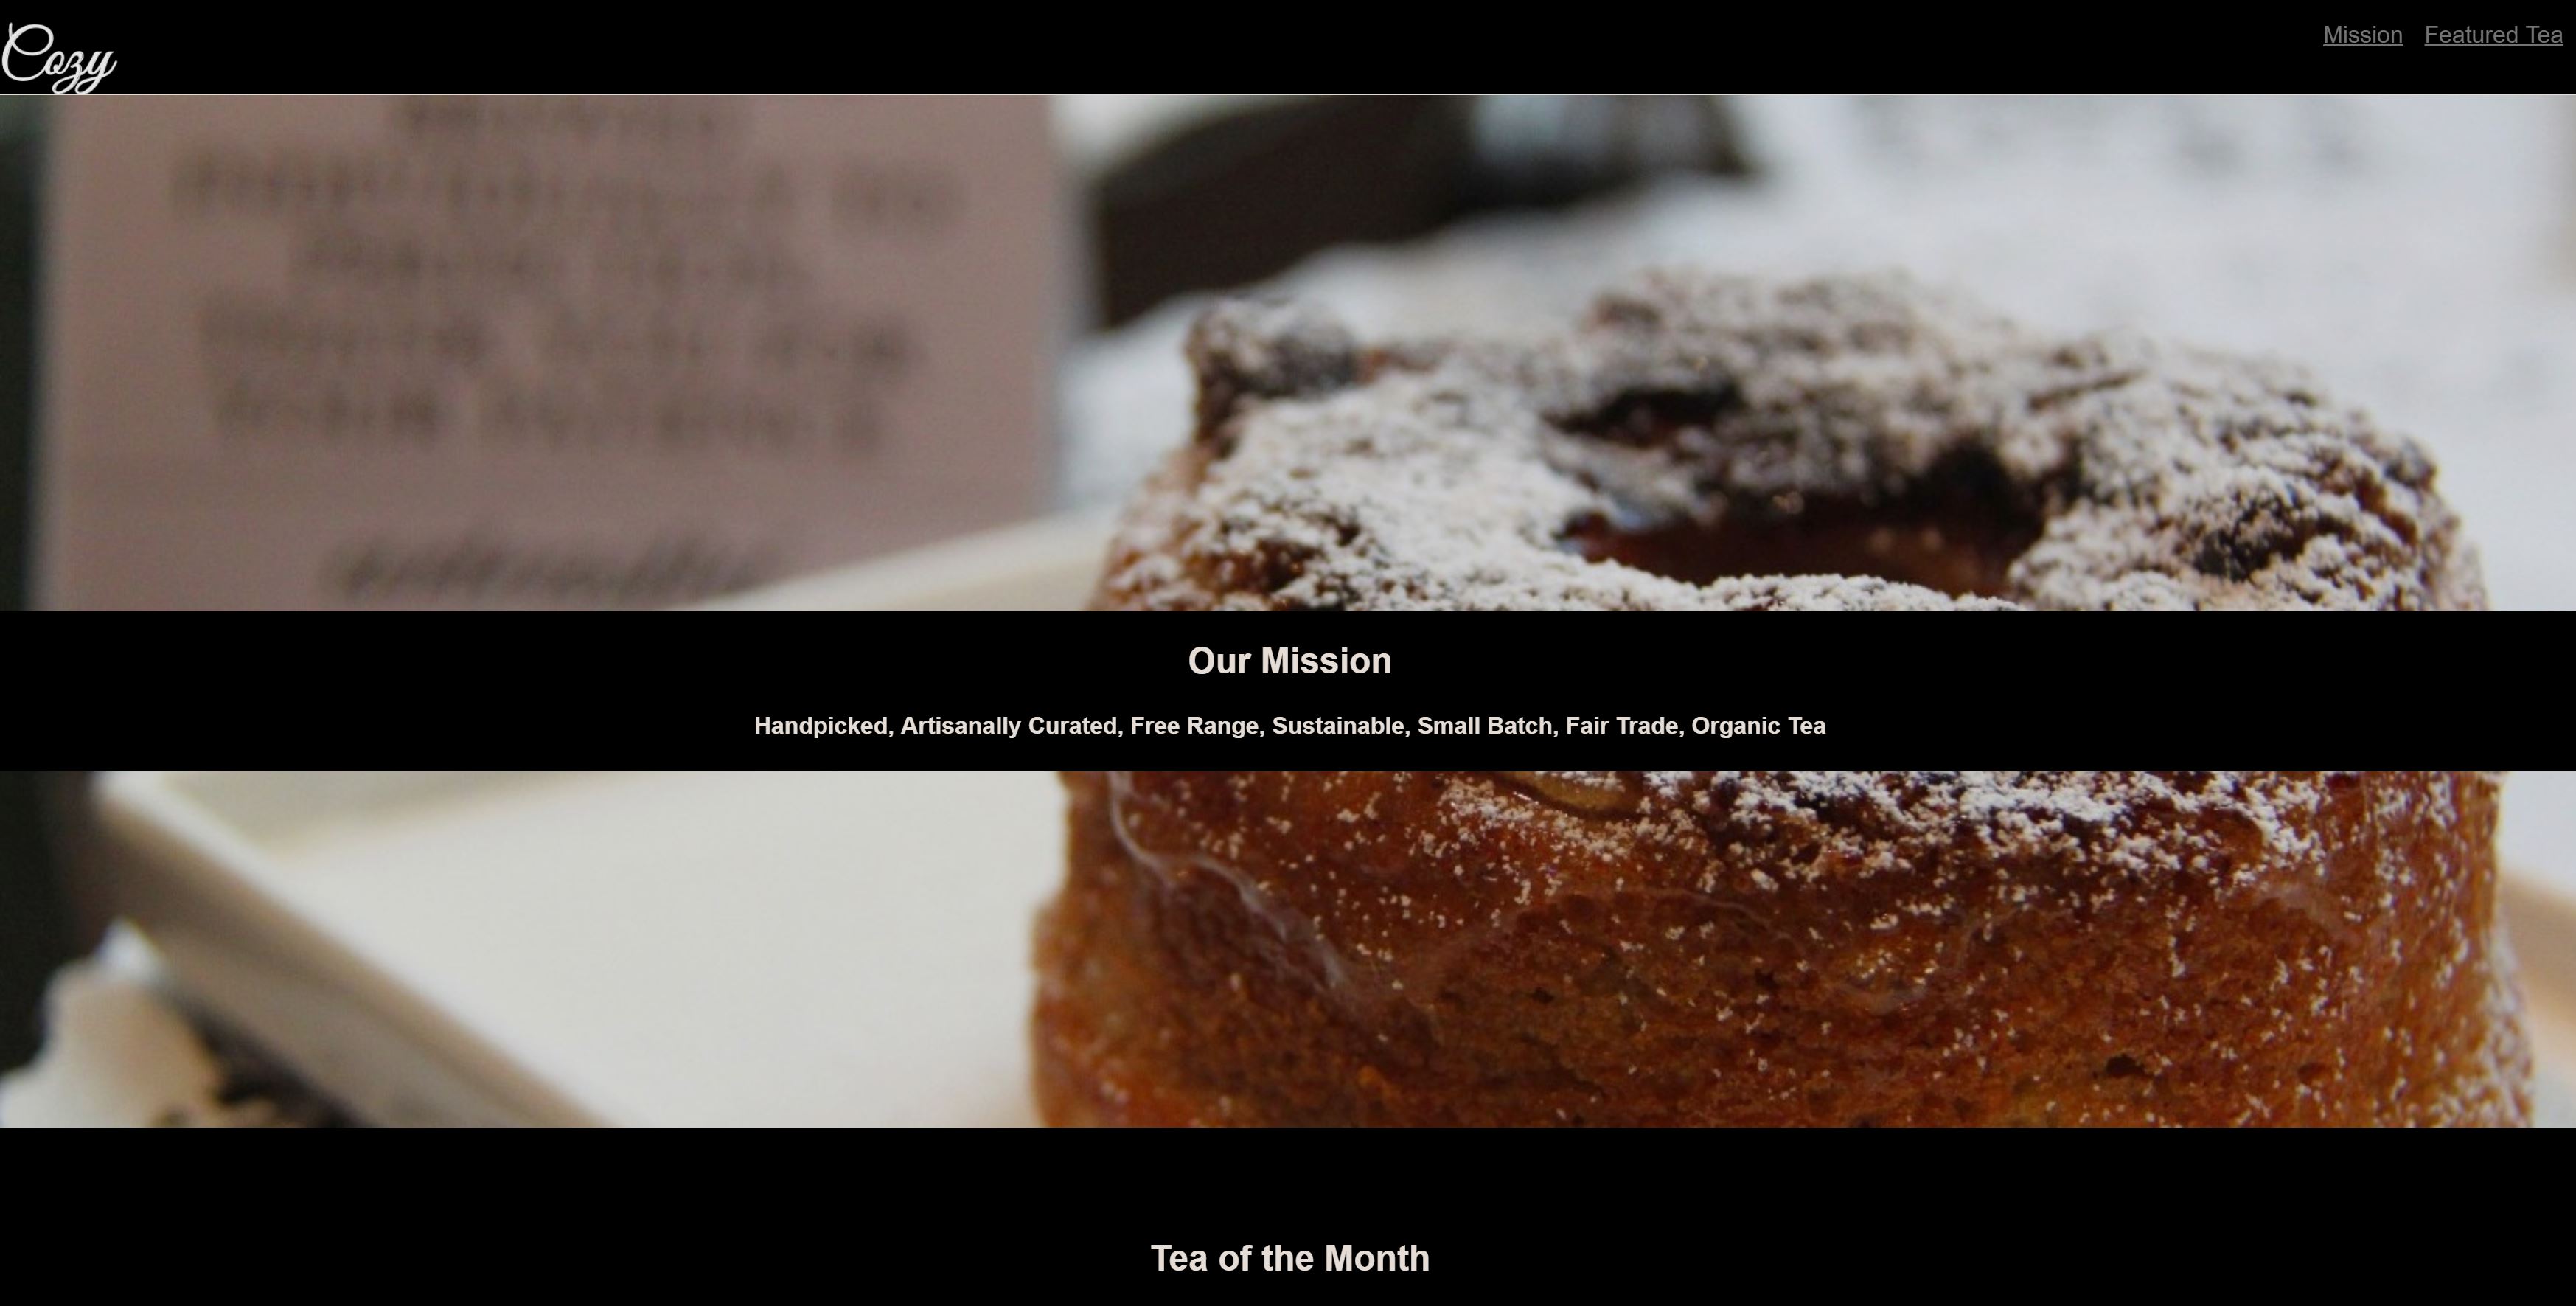 Cozy
Mission Featured Tea
Our Mission
Handpicked, Artisanally Curated, Free Range, Sustainable, Small Batch, Fair Trade, Organic Tea
Tea of the Month